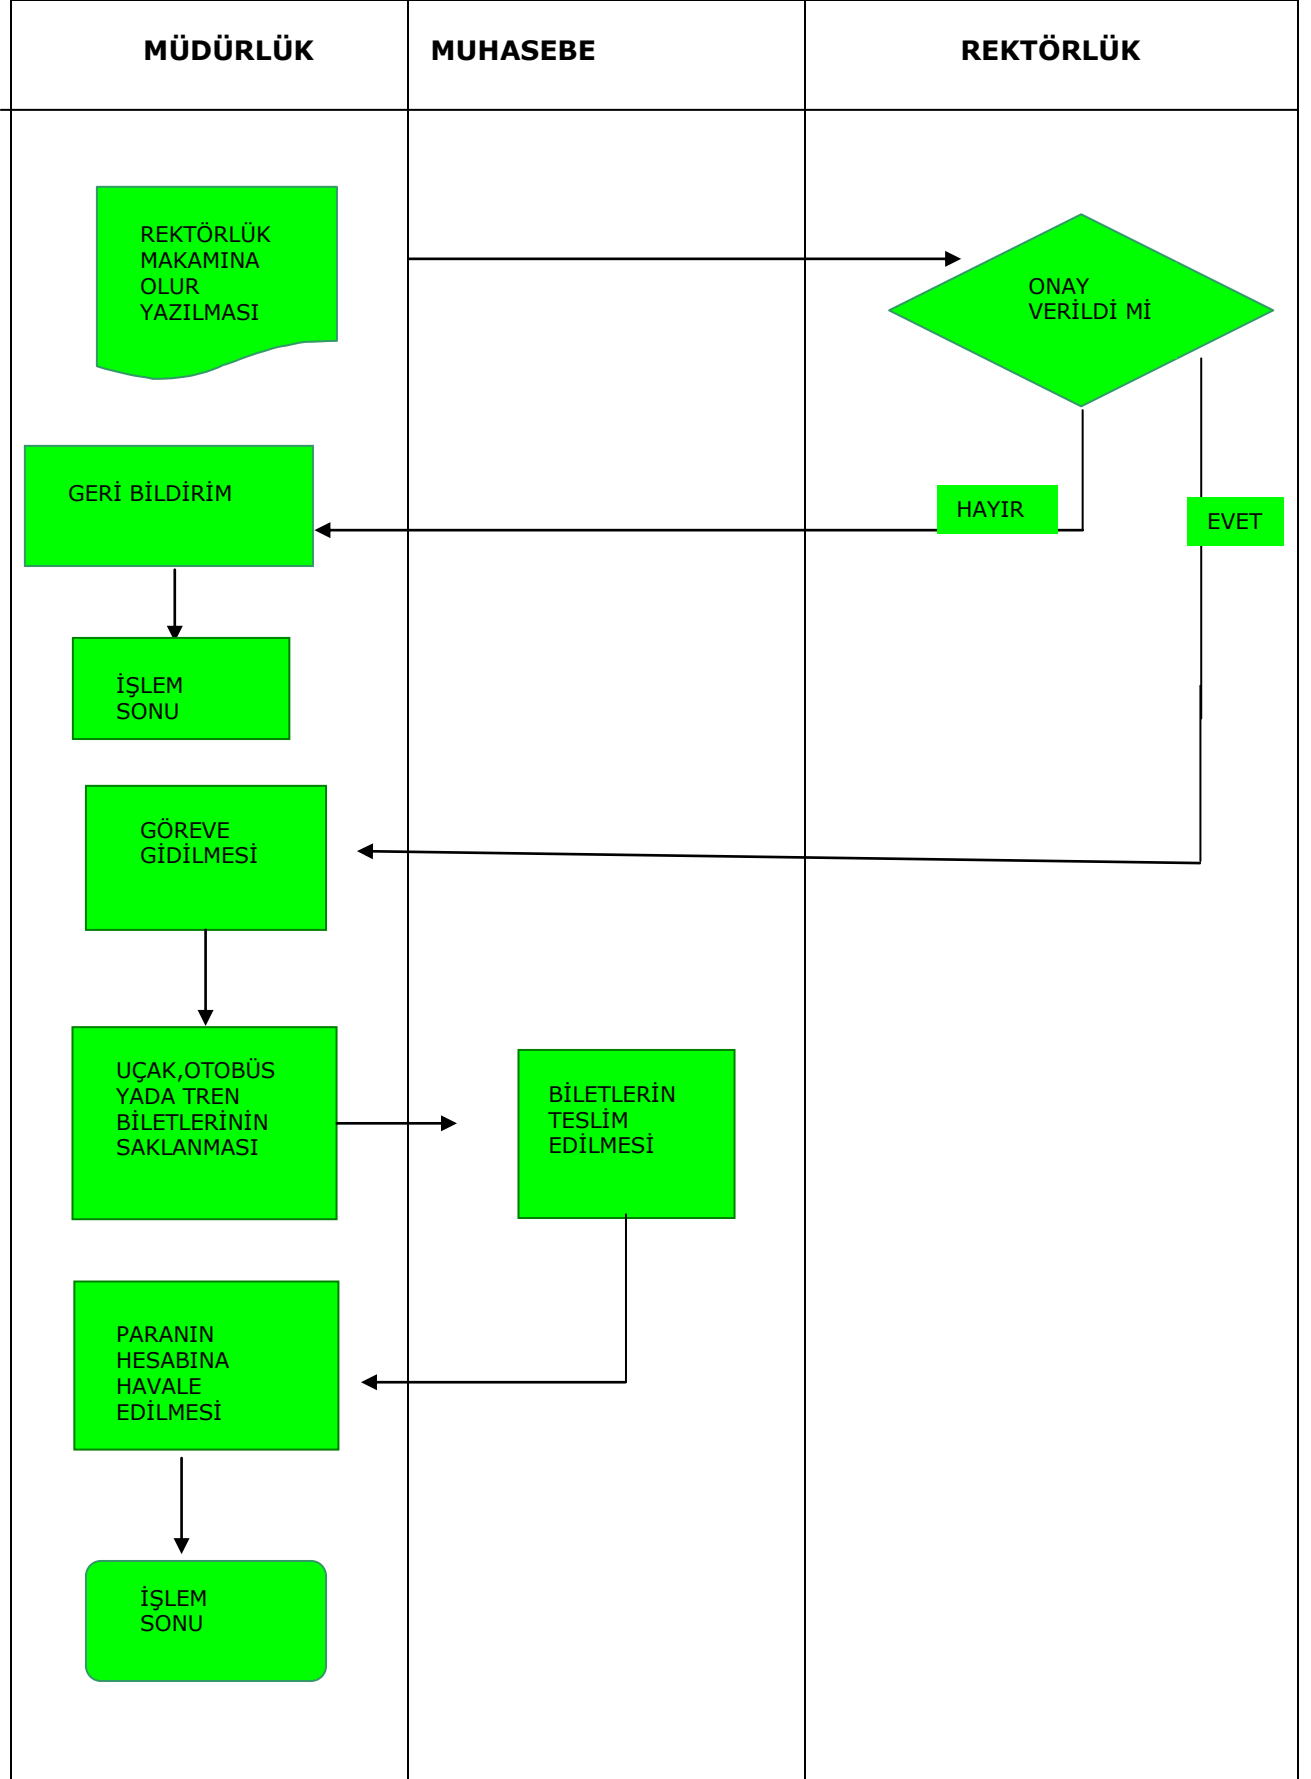 MÜDÜRLÜK
MUHASEBE
REKTÖRLÜK
REKTÖRLÜK
MAKAMINA
OLUR
YAZILMASI
ONAY
VERİLDİ Mİ
GERİ BİLDİRİM
HAYIR
EVET
İŞLEM
SONU
GÖREVE
GİDİLMESİ
UÇAK,OTOBÜS
YADA TREN
BİLETLERİNİN
SAKLANMASI
BİLETLERİN
TESLİM
EDİLMESİ
PARANIN
HESABINA
HAVALE
EDİLMESİ
İŞLEM
SONU